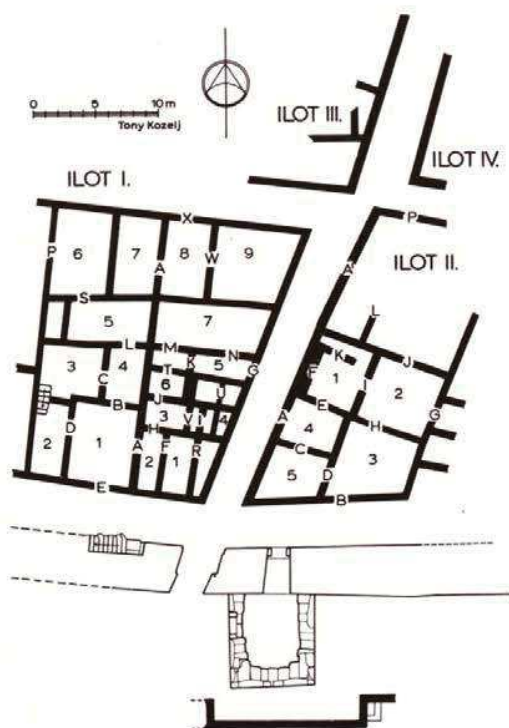 0 5 10m
Tony Kozelj
ILOT III.
ILOT IV.
ILOT I.
X P
P 6 7 A 8 W 9
ILOT II.
A
S
5 7 L
L M K N G
3 C 4 T 6 5 U
F K 1 J
I 2
J 3 V I 4
B H
A E H G
D 4
2 1 A 2 F 1 R
C 3
5 D
E B